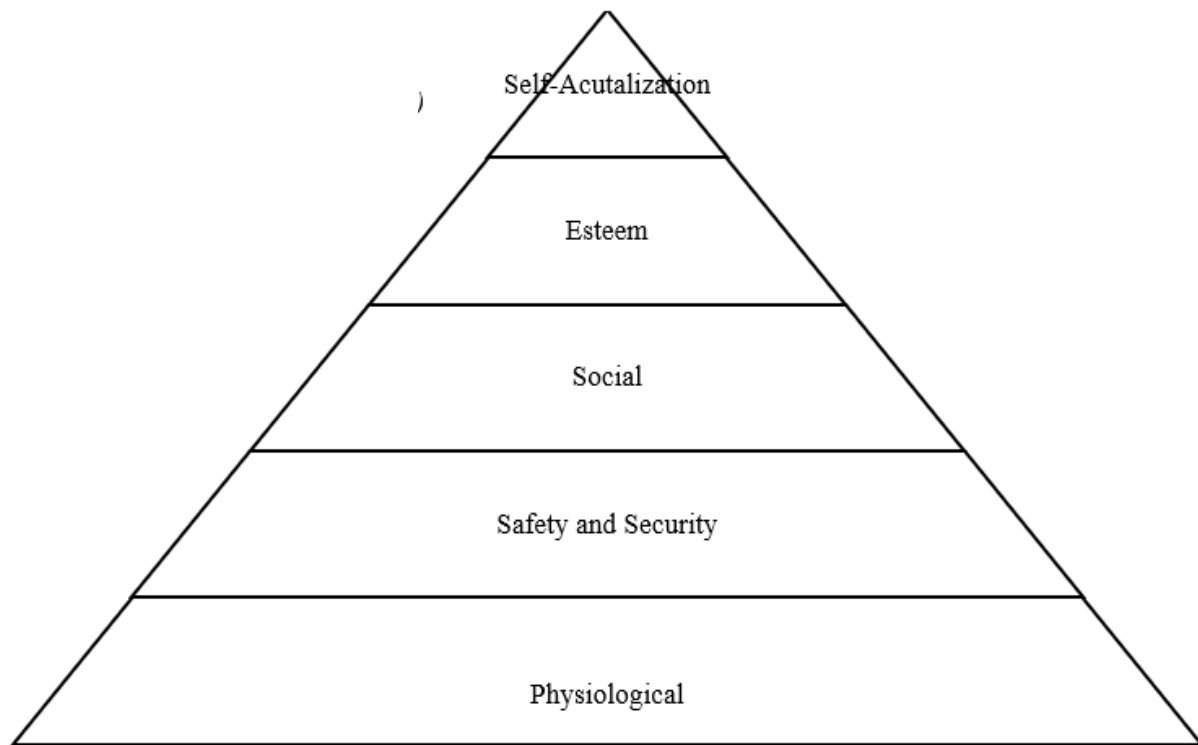 Self-Acutalization
)
Esteem
Social
Safety and Security
Physiological